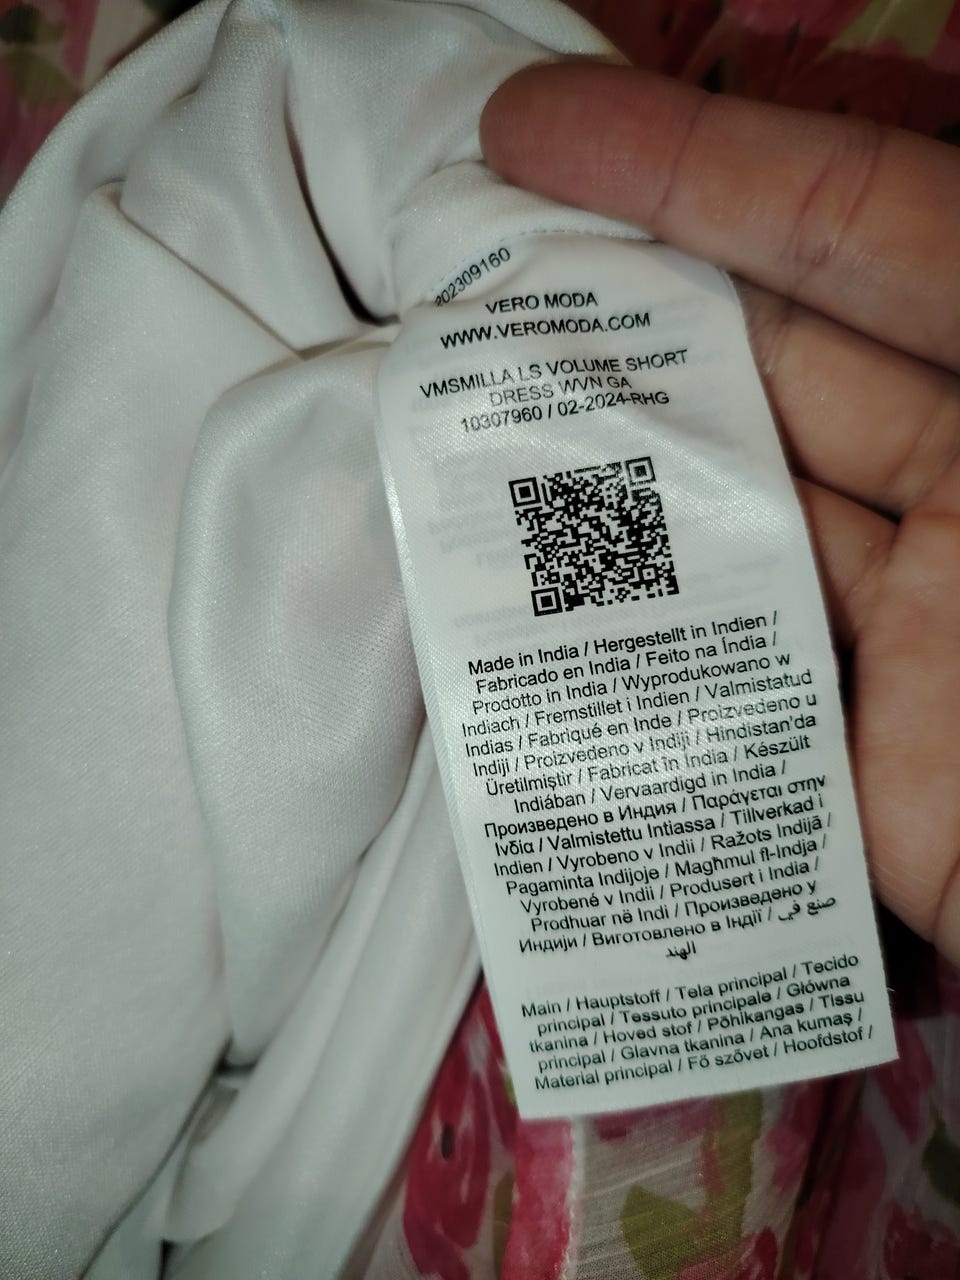 202309160
VERO MODA
WWW.VEROMODA.COM
VMSMILLA LS VOLUME SHORT
DRESS WVN GA
10307960 / 02-2024-RHG
Made in India / Hergestellt in Indien /
Fabricado en India / Feito na Índia /
Prodotto in India / Wyprodukowano w
Indiach / Fremstillet i Indien / Valmistatud
Indias / Fabriqué en Inde / Proizvedeno u
Indiji / Proizvedeno v Indiji / Hindistan'da
Üretilmiştir / Fabricat în India / Készült
Indiában / Vervaardigd in India /
Произведено в Индия / Παράγεται στην
Ινδία / Valmistettu Intiassa / Tillverkad i
Indien / Vyrobeno v Indii / Ražots Indijā /
Pagaminta Indijoje / Magħmul fl-Indja /
Vyrobené v Indii / Produsert i India /
Prodhuar në Indi / Произведено у
Индији / Виготовлено в Індії / صنع في
الهند
Main / Hauptstoff / Tela principal / Tecido
principal / Tessuto principale / Główna
tkanina / Hoved stof / Põhikangas / Tissu
principal / Glavna tkanina / Ana kumaş /
Material principal / Fő szővet / Hoofdstof /